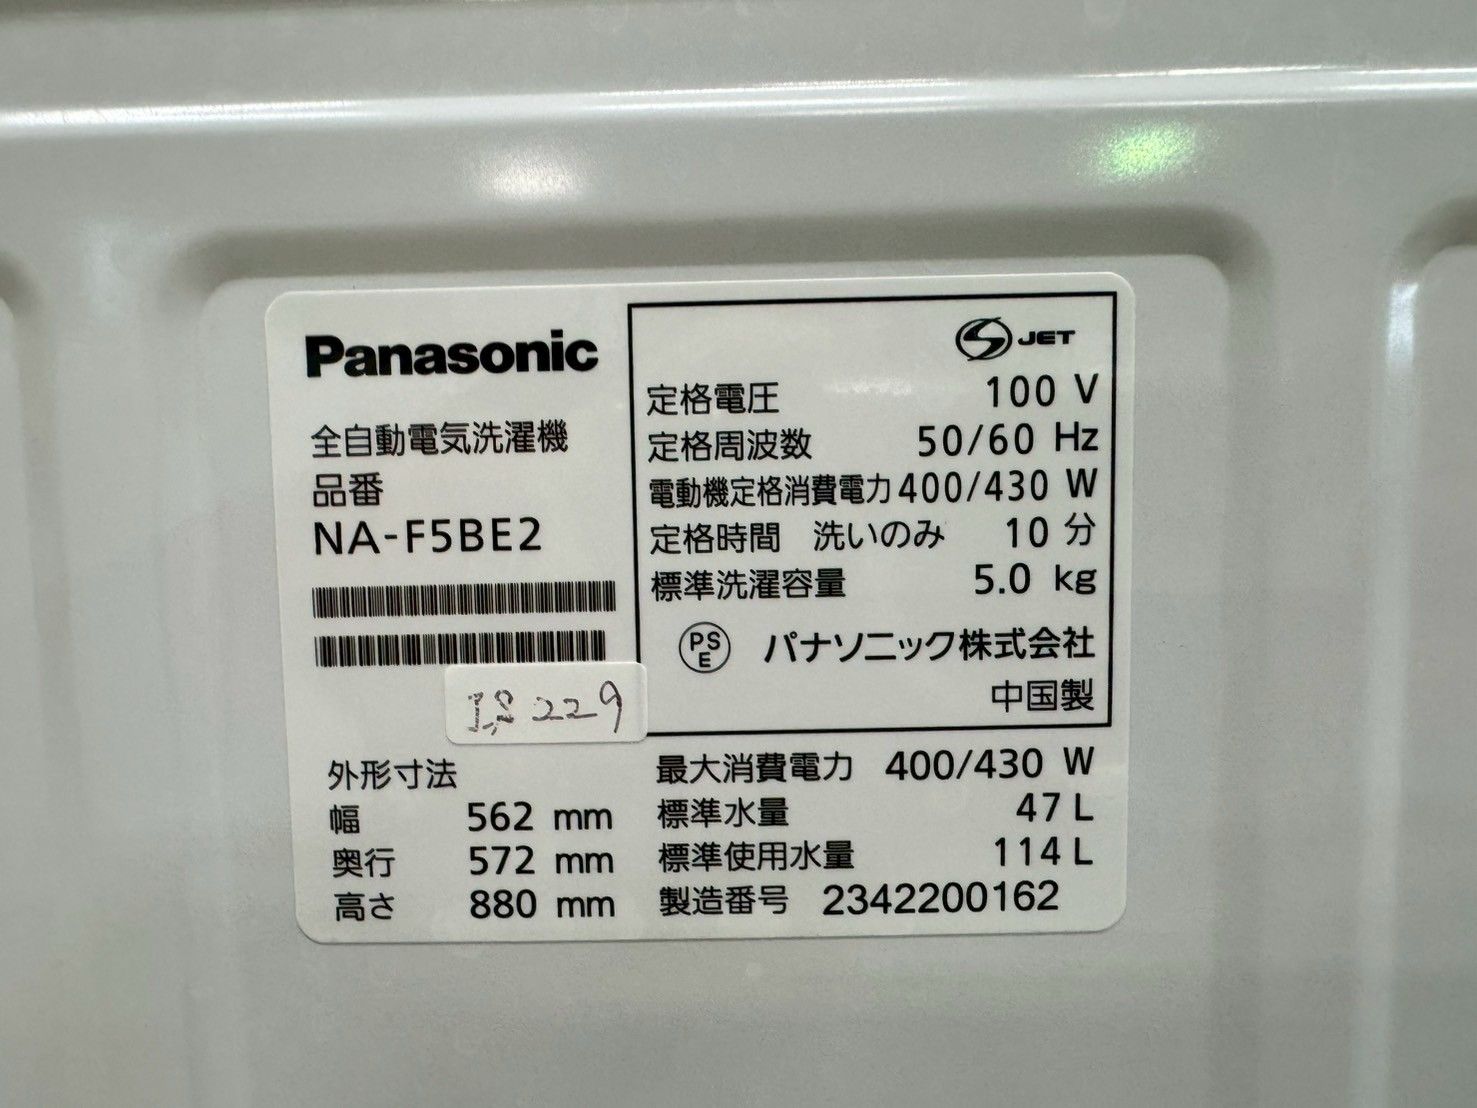 Panasonic
全自動電気洗濯機
品番
NA-F5BE2
JET
定格電圧 100 V
定格周波数 50/60 Hz
電動機定格消費電力 400/430 W
定格時間 洗いのみ 10 分
標準洗濯容量 5.0 kg
PSE パナソニック株式会社
中国製
229
外形寸法
幅 562 mm
奥行 572 mm
高さ 880 mm
最大消費電力 400/430 W
標準水量 47 L
標準使用水量 114 L
製造番号 2342200162